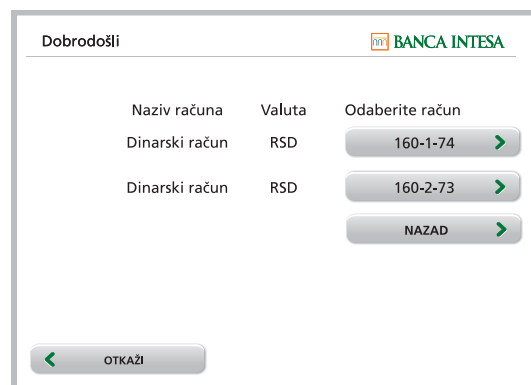 Dobrodošli BANCA INTESA
Naziv računa Valuta Odaberite račun
Dinarski račun RSD 160-1-74
Dinarski račun RSD 160-2-73
NAZAD
OTKAŽI